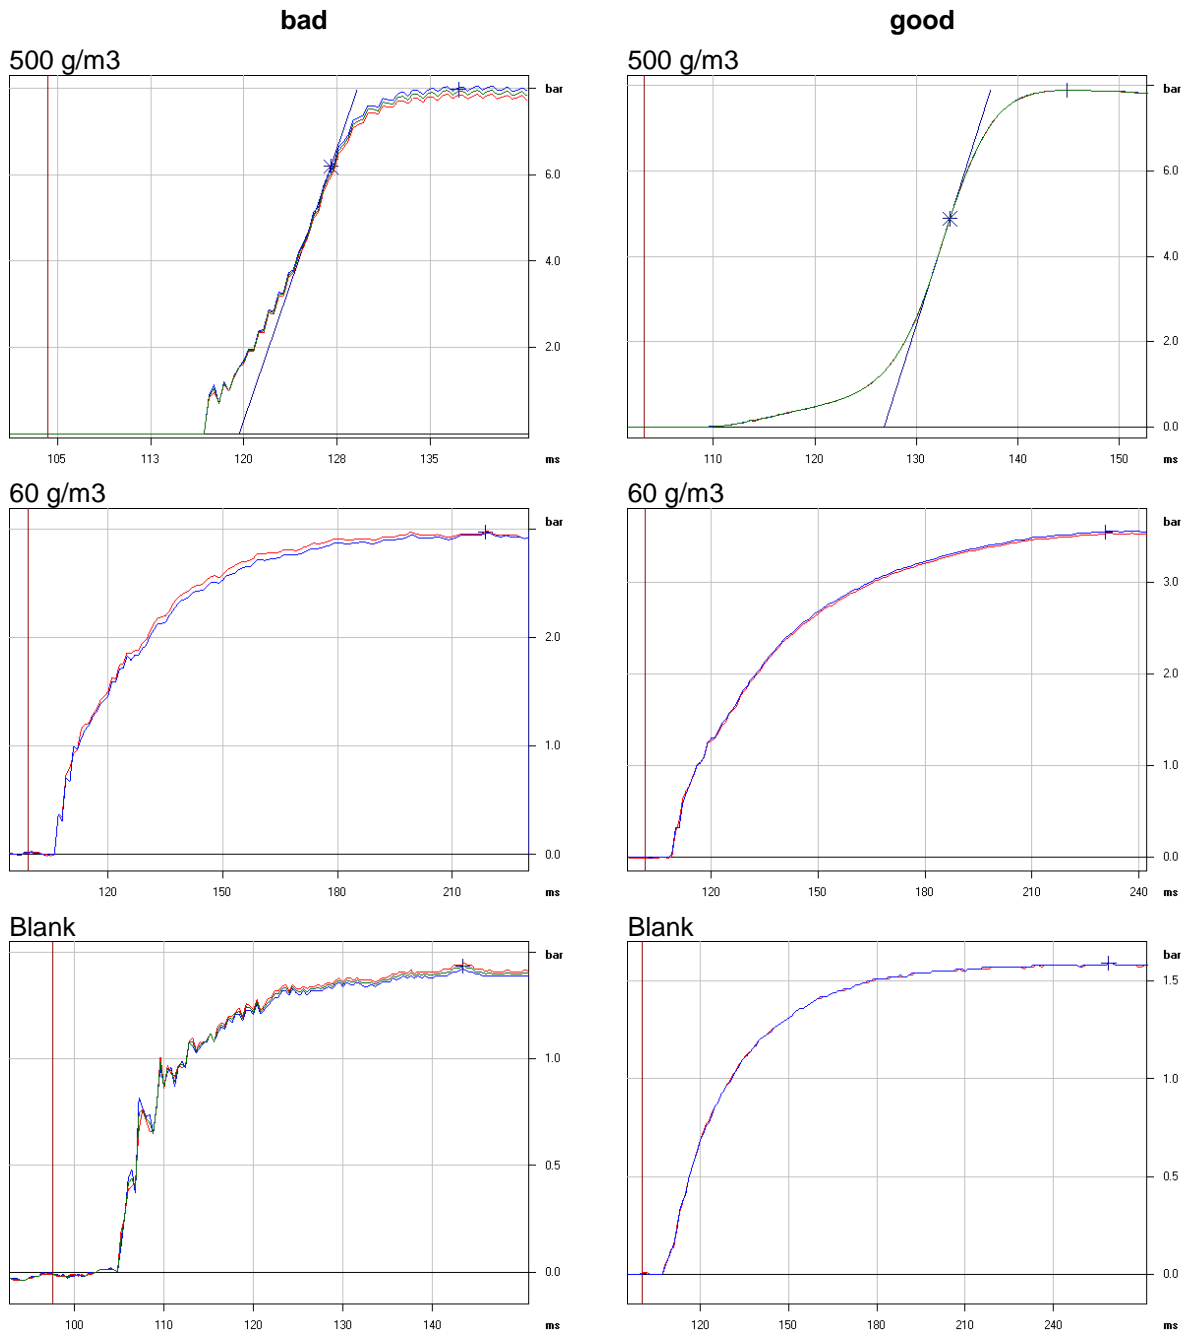 bad good
500 g/m3 500 g/m3
bar bar
6.0 6.0
4.0 4.0
2.0 2.0
0.0
105 113 120 128 135 ms 110 120 130 140 150 ms
60 g/m3 60 g/m3
bar bar
3.0
2.0 2.0
1.0 1.0
0.0 0.0
120 150 180 210 ms 120 150 180 210 240 ms
Blank Blank
bar bar
1.5
1.0 1.0
0.5 0.5
0.0 0.0
100 110 120 130 140 ms 120 150 180 210 240 ms